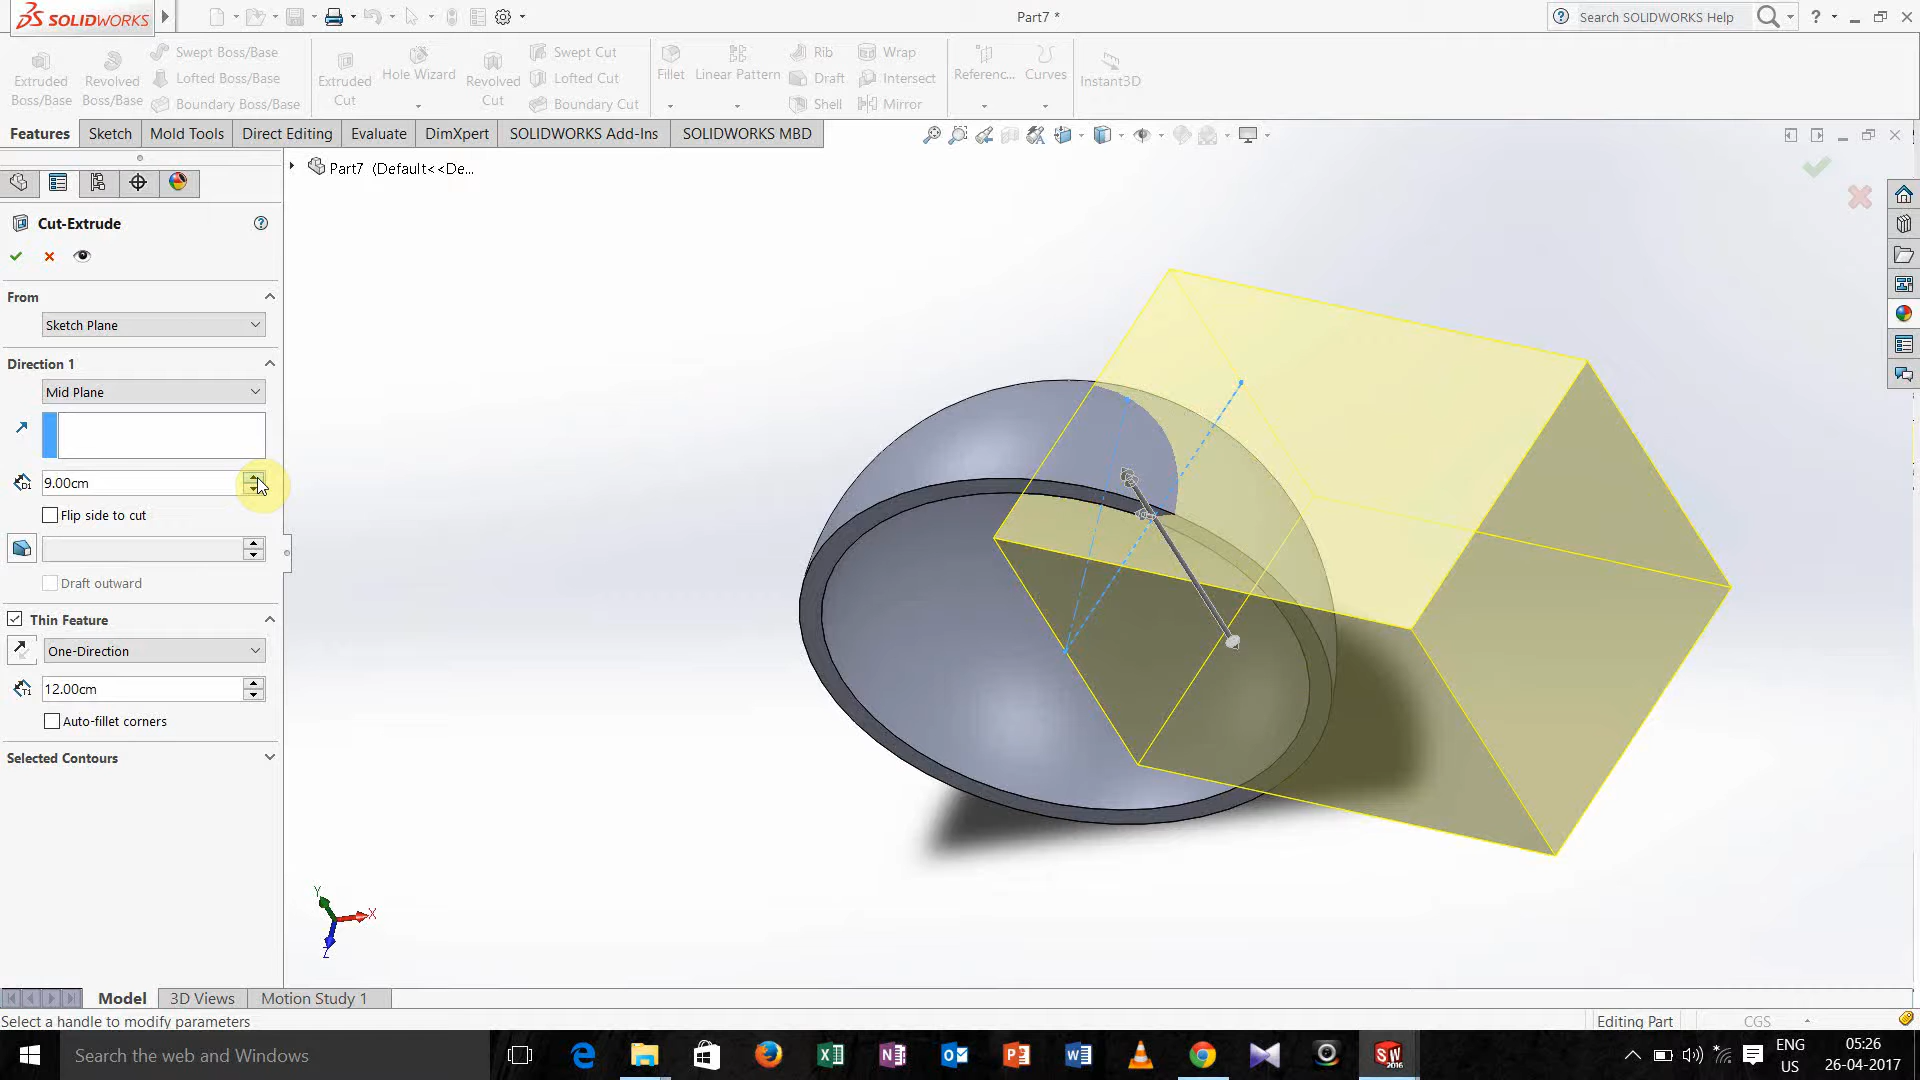 SOLIDWORKS
Part7 *
Search SOLIDWORKS Help
Extruded Boss/Base
Revolved Boss/Base
Swept Boss/Base
Lofted Boss/Base
Boundary Boss/Base
Extruded Cut
Hole Wizard
Revolved Cut
Swept Cut
Lofted Cut
Boundary Cut
Fillet
Linear Pattern
Rib
Draft
Shell
Wrap
Intersect
Mirror
Referenc...
Curves
Instant3D
Features
Sketch
Mold Tools
Direct Editing
Evaluate
DimXpert
SOLIDWORKS Add-Ins
SOLIDWORKS MBD
Part7 (Default<<De...
Cut-Extrude
From
Sketch Plane
Direction 1
Mid Plane
D1
9.00cm
Flip side to cut
Draft outward
Thin Feature
One-Direction
T1
12.00cm
Auto-fillet corners
Selected Contours
Y
X
Z
Model
3D Views
Motion Study 1
Select a handle to modify parameters
Editing Part
CGS
Search the web and Windows
SW
2016
ENG
US
05:26
26-04-2017